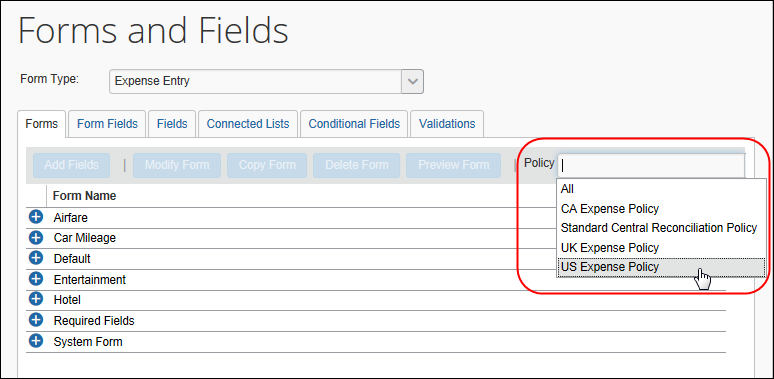 Forms and Fields
Form Type: Expense Entry
Forms Form Fields Fields Connected Lists Conditional Fields Validations
Add Fields | Modify Form Copy Form Delete Form Preview Form | Policy
All
CA Expense Policy
Standard Central Reconciliation Policy
UK Expense Policy
US Expense Policy
Form Name
Airfare
Car Mileage
Default
Entertainment
Hotel
Required Fields
System Form